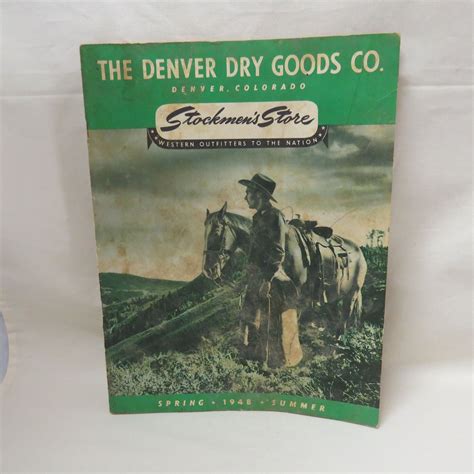 THE DENVER DRY GOODS CO.
DENVER, COLORADO
Stockmen's Store
WESTERN OUTFITTERS TO THE NATION
SPRING • 1948 • SUMMER